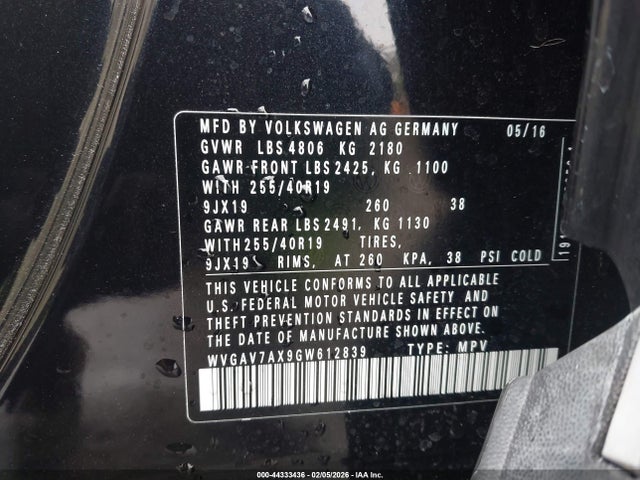 MFD BY VOLKSWAGEN AG GERMANY 05/16
GVWR LBS 4806 KG 2180
GAWR FRONT LBS 2425, KG 1100
WITH 255/40R19
9JX19 260 38
GAWR REAR LBS 2491, KG 1130
WITH 255/40R19 TIRES,
9JX19 RIMS, AT 260 KPA, 38 PSI COLD
THIS VEHICLE CONFORMS TO ALL APPLICABLE
U.S. FEDERAL MOTOR VEHICLE SAFETY AND
THEFT PREVENTION STANDARDS IN EFFECT ON
THE DATE OF MANUFACTURE SHOWN ABOVE.
WVGAV7AX9GW612839 TYPE: MPV
000-44333436 - 02/05/2026 - IAA Inc.